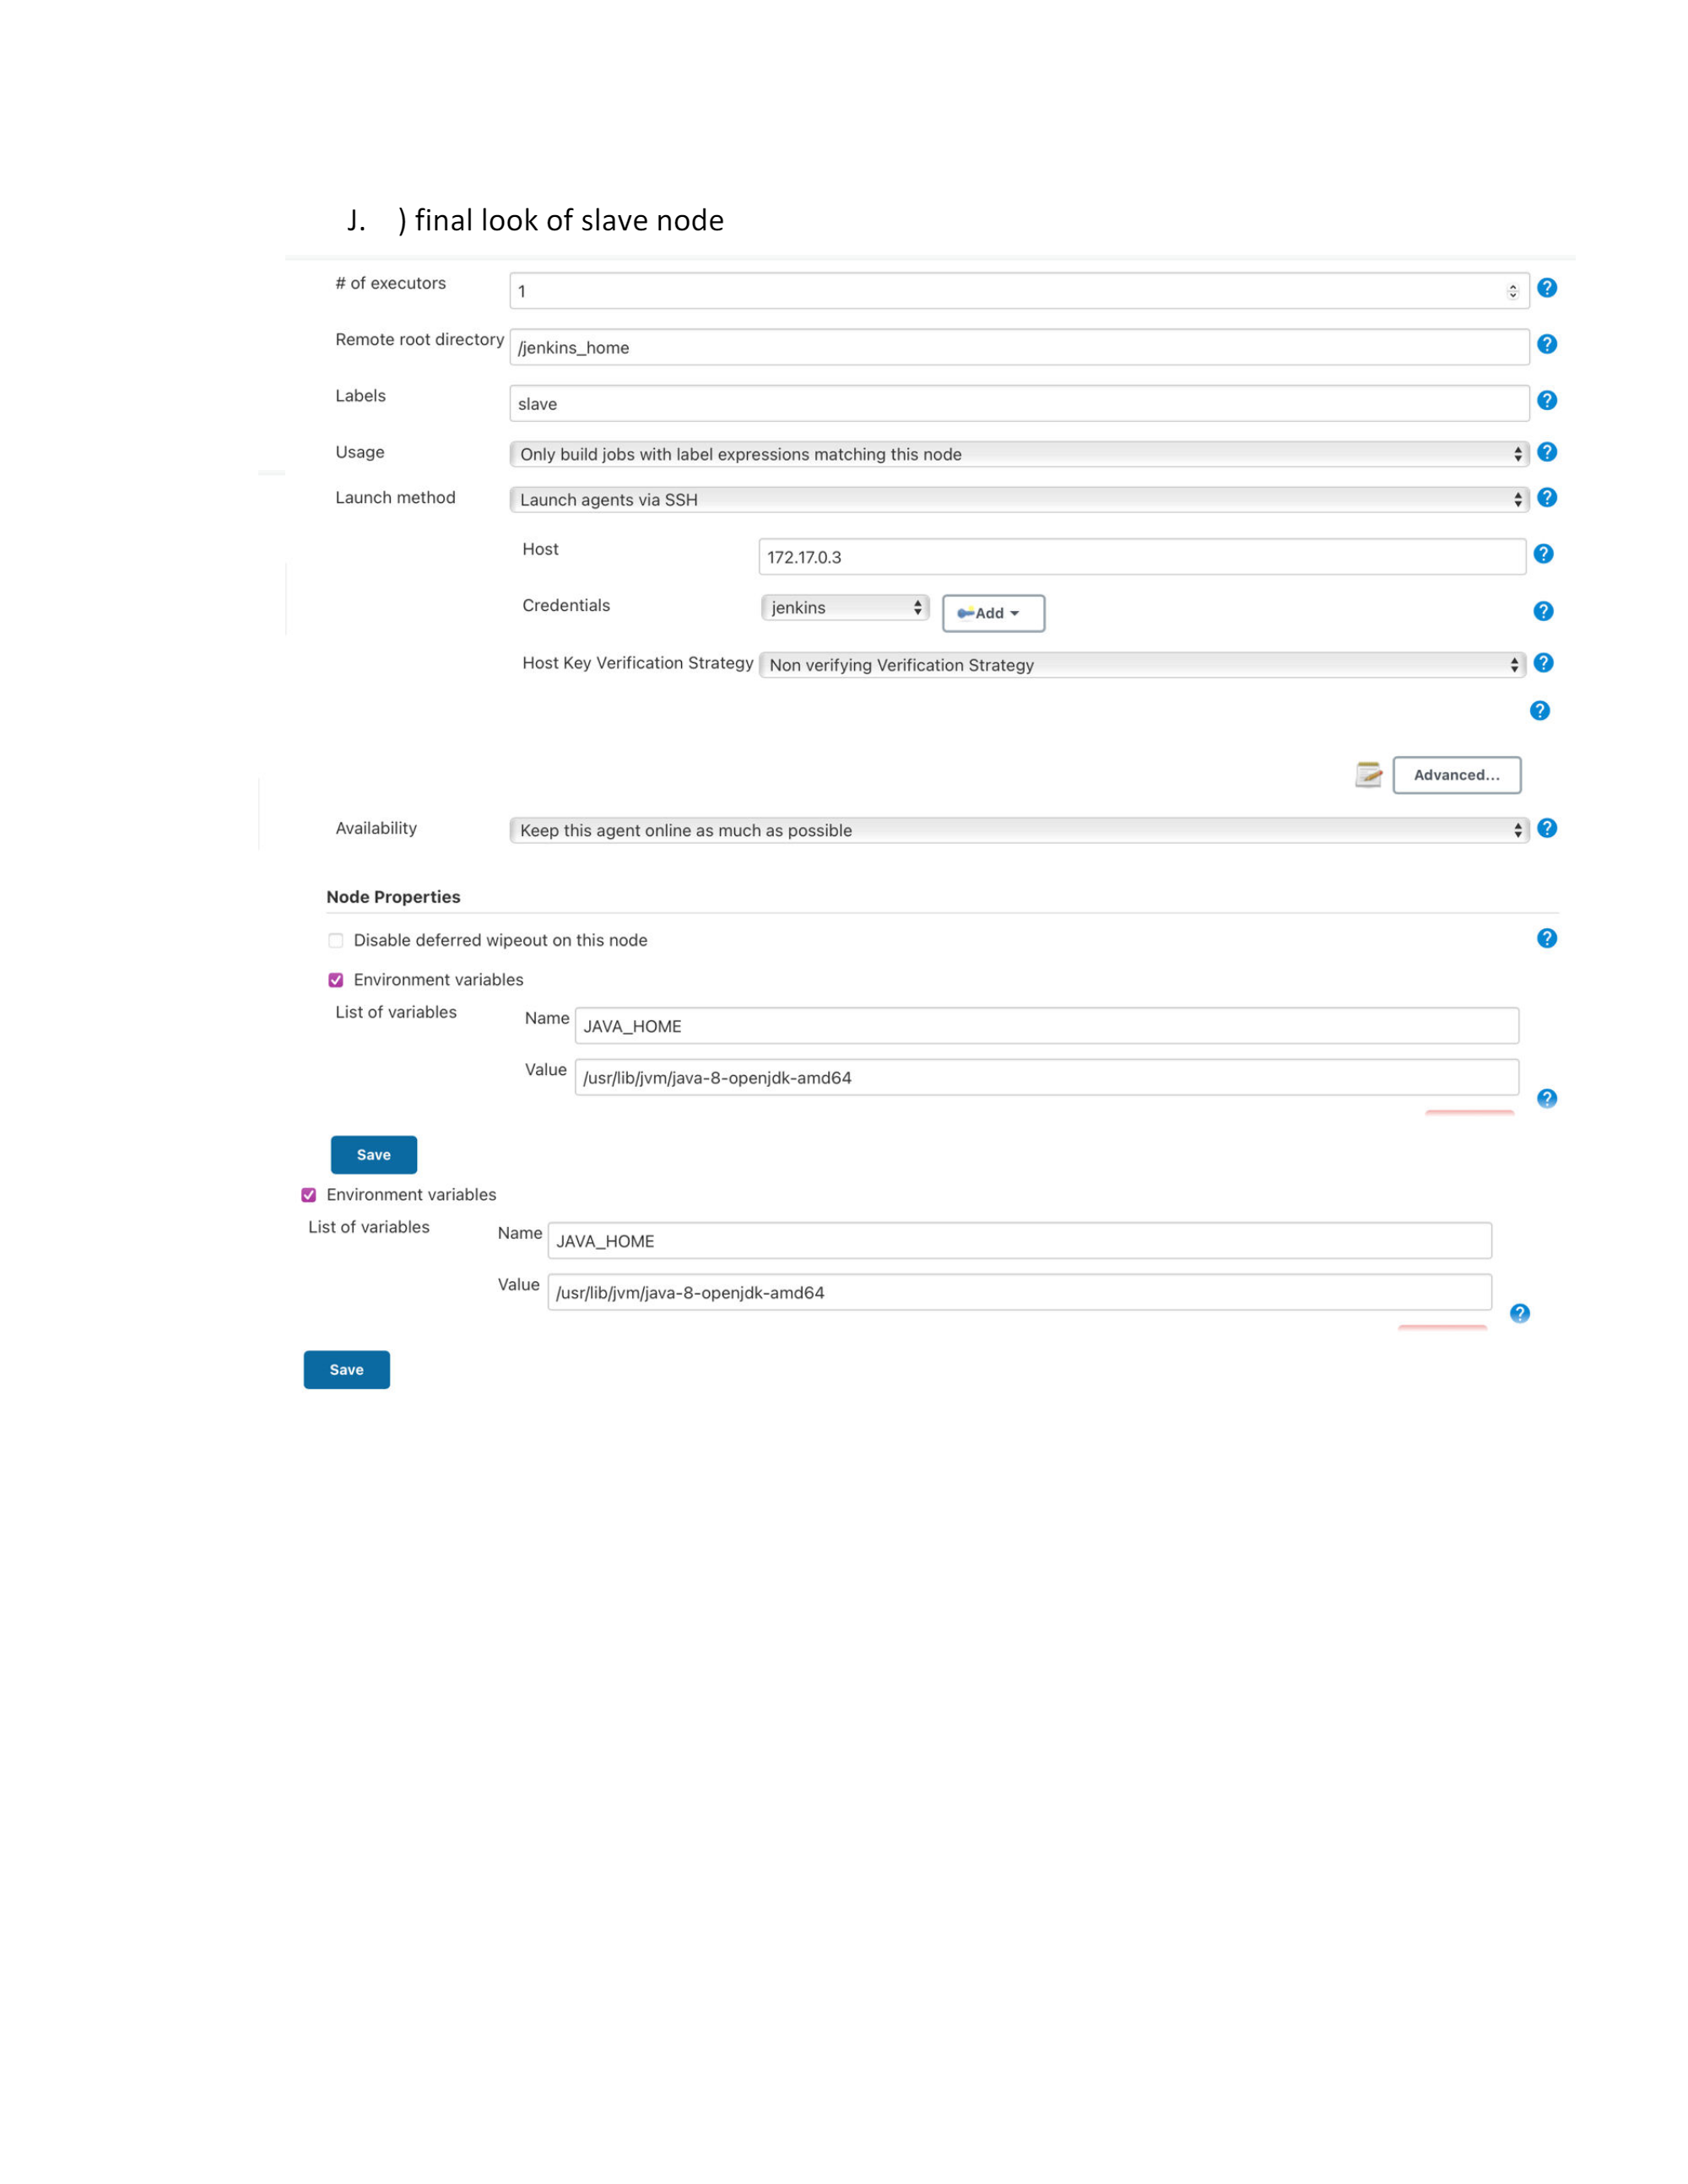 J. ) final look of slave node
# of executors 1
Remote root directory /jenkins_home
Labels slave
Usage Only build jobs with label expressions matching this node
Launch method Launch agents via SSH
Host 172.17.0.3
Credentials jenkins Add
Host Key Verification Strategy Non verifying Verification Strategy
Advanced...
Availability Keep this agent online as much as possible
Node Properties
Disable deferred wipeout on this node
Environment variables
List of variables Name JAVA_HOME
Value /usr/lib/jvm/java-8-openjdk-amd64
Save
Environment variables
List of variables Name JAVA_HOME
Value /usr/lib/jvm/java-8-openjdk-amd64
Save